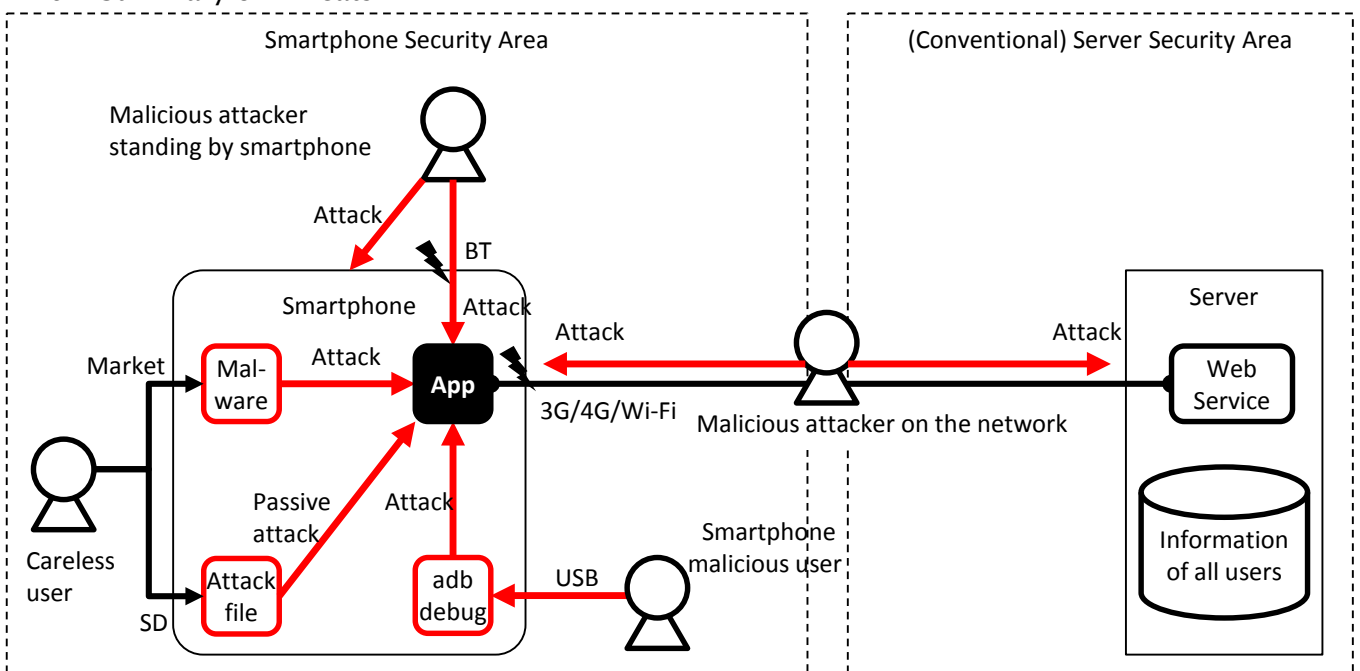 Smartphone Security Area
(Conventional) Server Security Area
Malicious attacker
standing by smartphone
Attack
BT
Smartphone
Attack
Server
Attack
Attack
Market
Mal-
ware
Attack
App
Web
Service
3G/4G/Wi-Fi
Malicious attacker on the network
Passive
attack
Attack
Careless
user
Smartphone
malicious user
Information
of all users
Attack
file
adb
debug
USB
SD